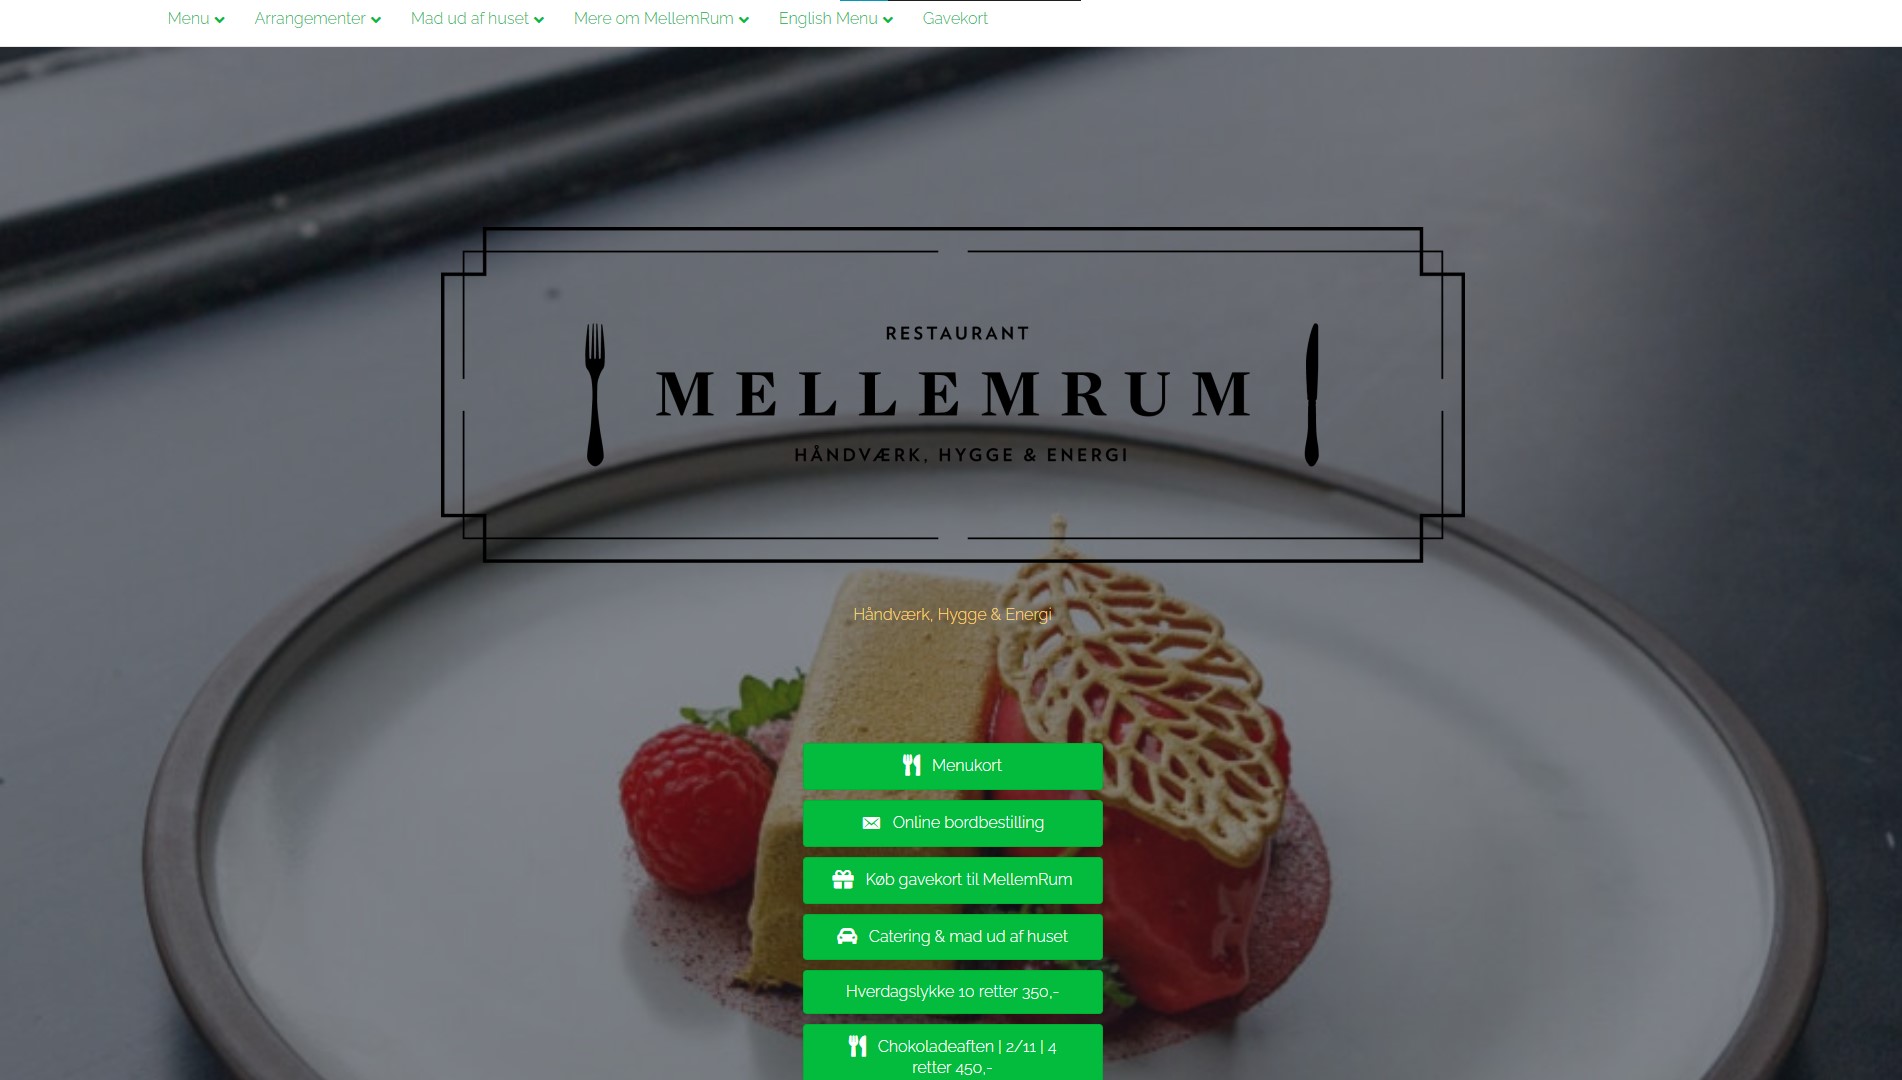 Menu
Arrangementer
Mad ud af huset
Mere om MellemRum
English Menu
Gavekort
RESTAURANT
MELLEMRUM
HÅNDVÆRK, HYGGE & ENERGI
Håndværk, Hygge & Energi
Menukort
Online bordbestilling
Køb gavekort til MellemRum
Catering & mad ud af huset
Hverdagslykke 10 retter 350,-
Chokoladeaften | 2/11 | 4
retter 450,-